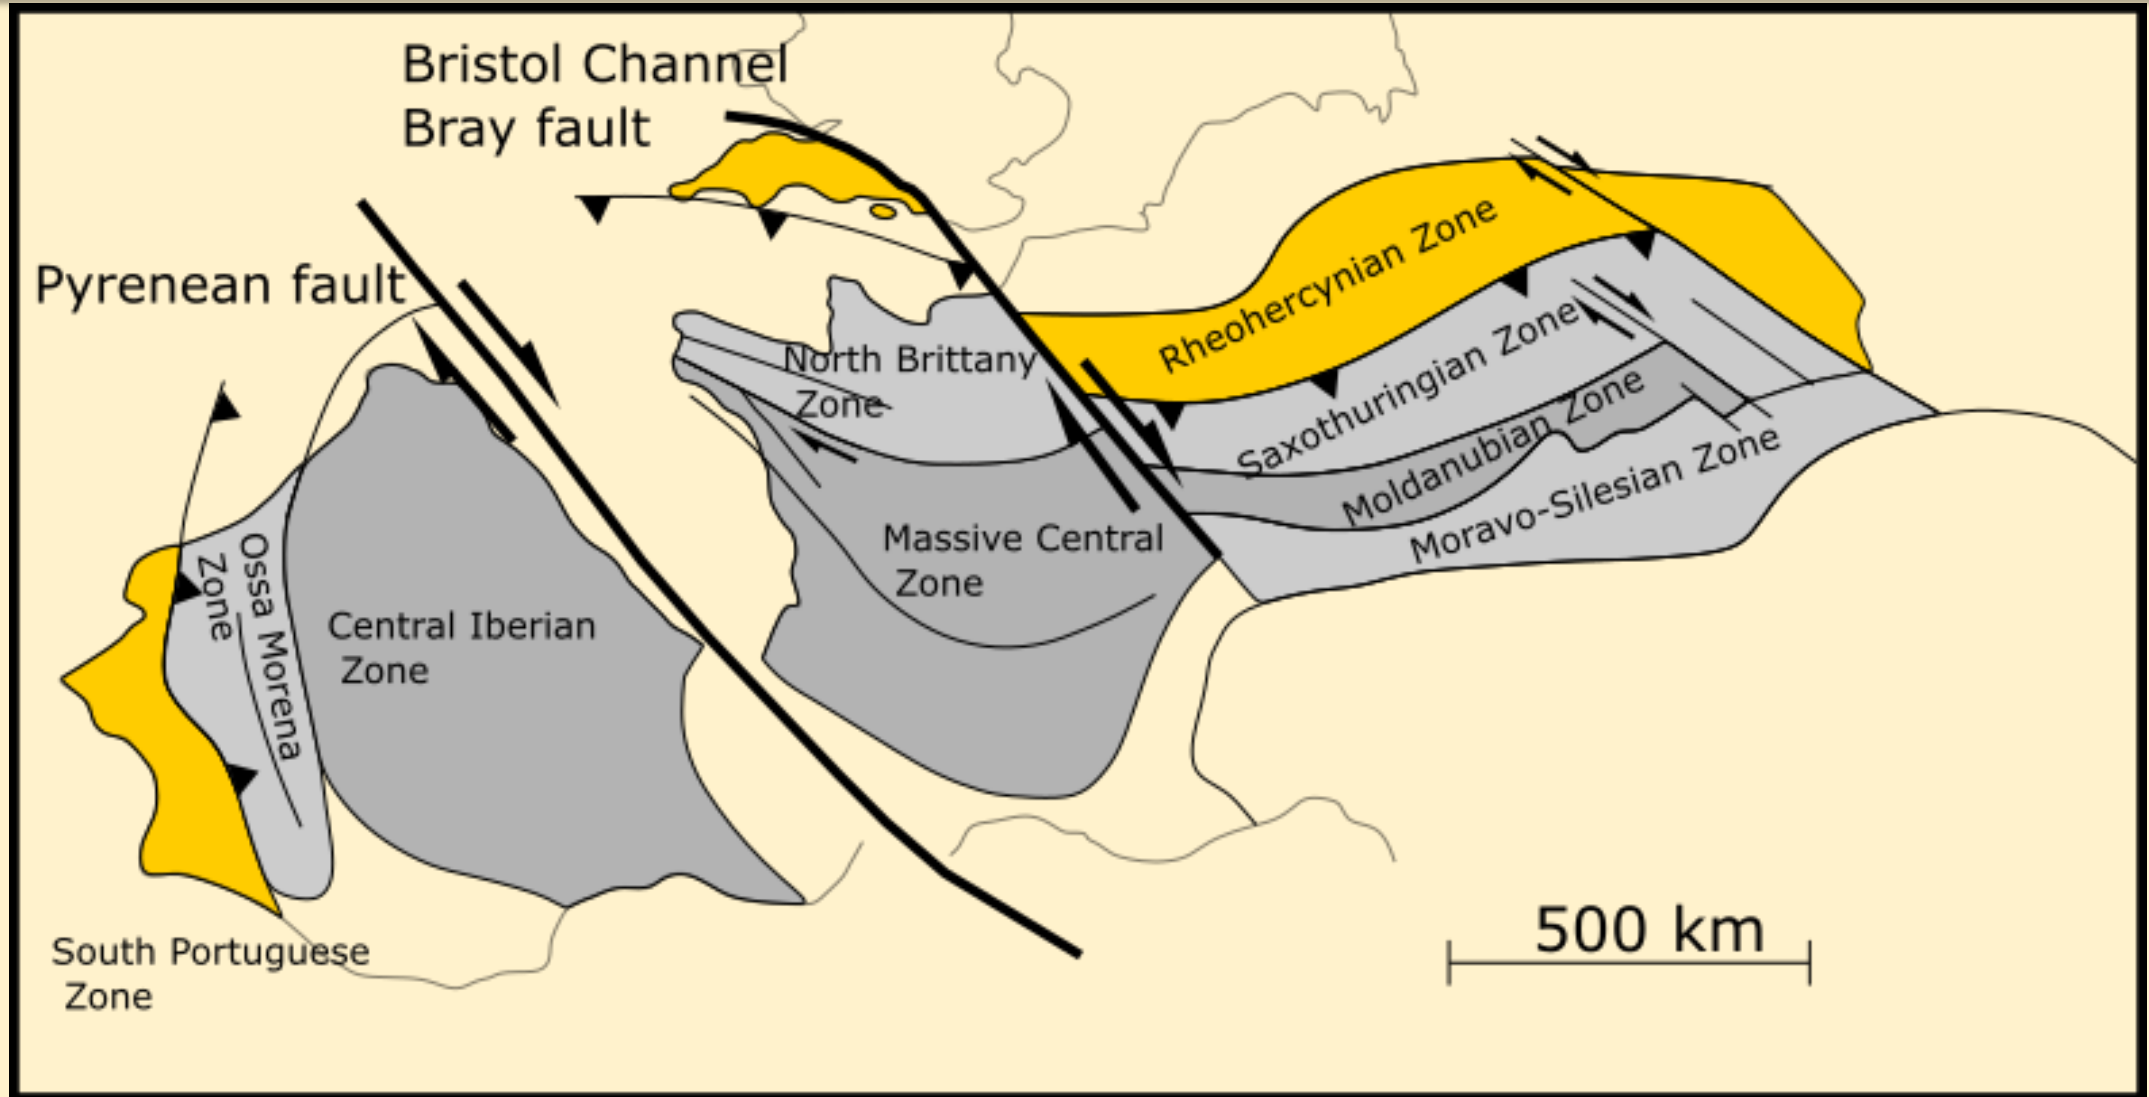 Bristol Channel
Bray fault
Pyrenean fault
Rheohercynian Zone
North Brittany
Zone
Saxothuringian Zone
Moldanubian Zone
Moravo-Silesian Zone
Massive Central
Zone
Ossa Morena
Zone
Central Iberian
Zone
500 km
South Portuguese
Zone